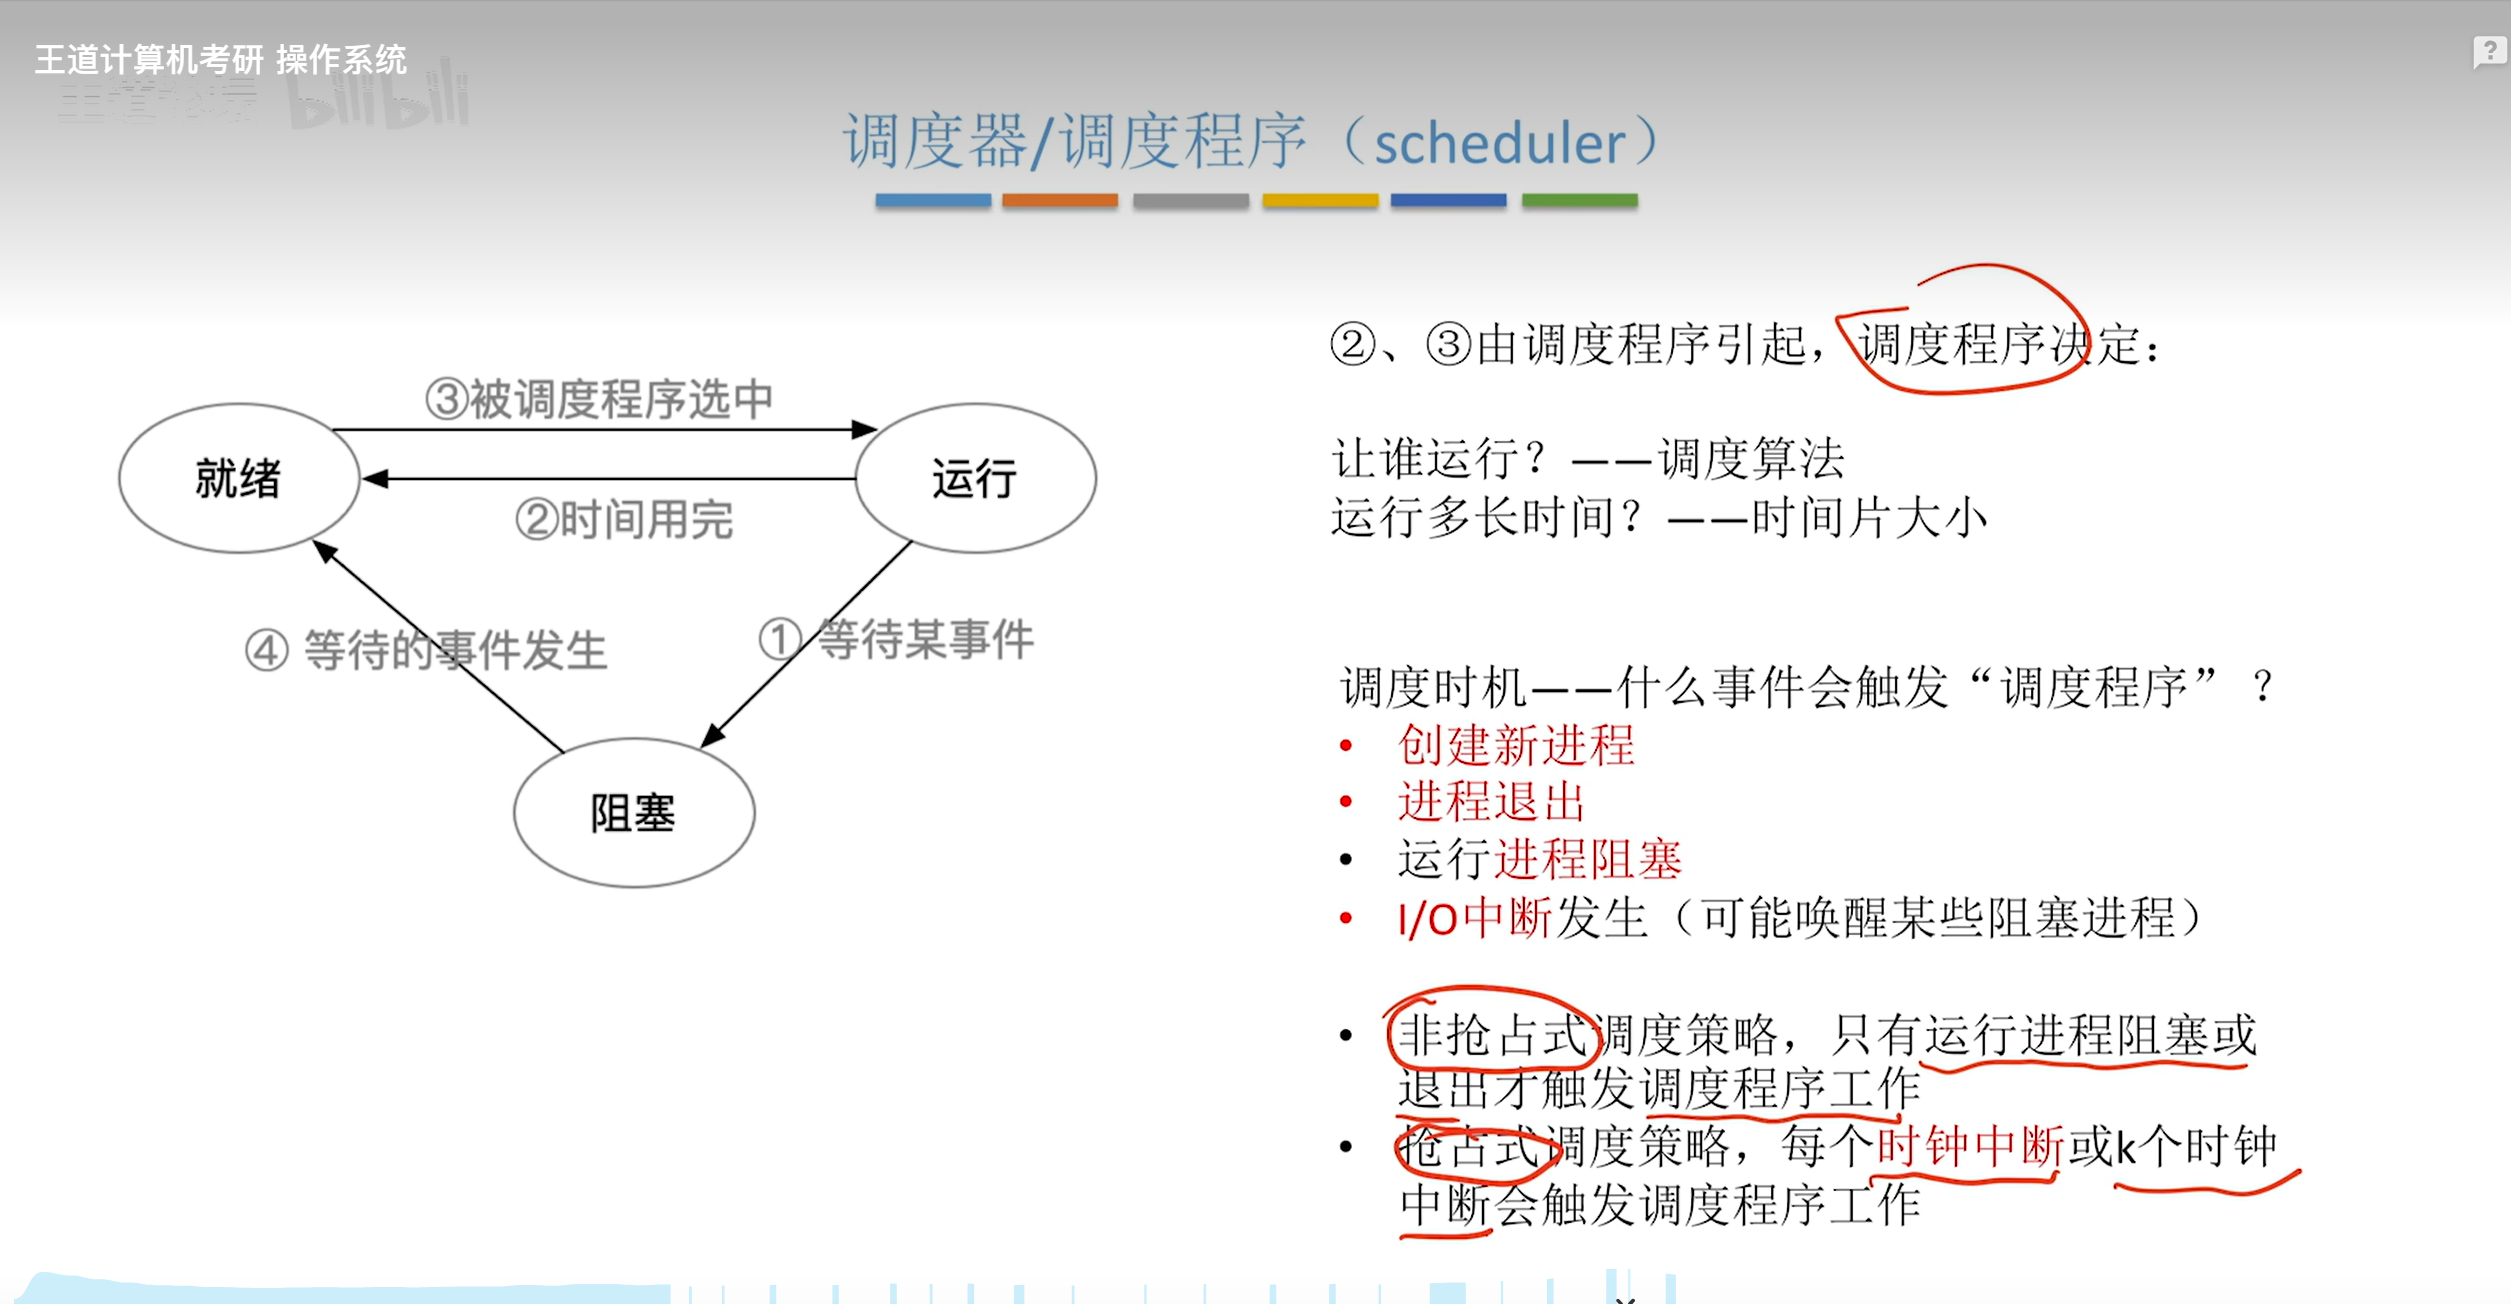 王道计算机考研 操作系统
王道论坛 bilibili
调度器/调度程序（scheduler）
②、③由调度程序引起，调度程序决定：
让谁运行？——调度算法
运行多长时间？——时间片大小
③被调度程序选中
就绪
运行
②时间用完
④ 等待的事件发生
① 等待某事件
阻塞
调度时机——什么事件会触发“调度程序”？
• 创建新进程
• 进程退出
• 运行进程阻塞
• I/O中断发生（可能唤醒某些阻塞进程）
• 非抢占式调度策略，只有运行进程阻塞或
退出才触发调度程序工作
• 抢占式调度策略，每个时钟中断或k个时钟
中断会触发调度程序工作